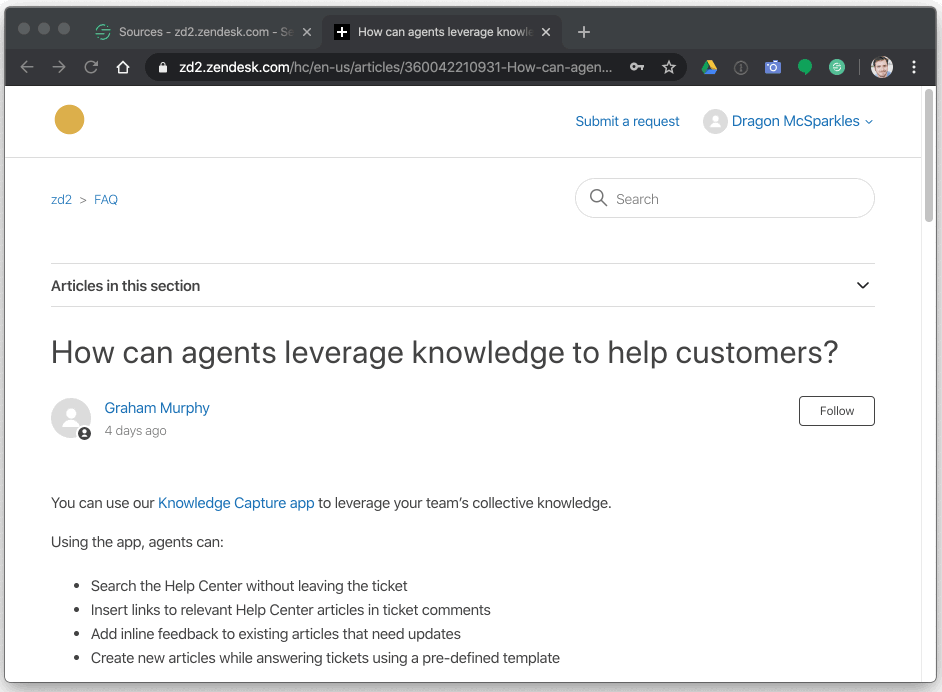 Sources - zd2.zendesk.com - Se
How can agents leverage knowle
zd2.zendesk.com/hc/en-us/articles/360042210931-How-can-agen...
Submit a request
Dragon McSparkles
zd2 > FAQ
Search
Articles in this section
How can agents leverage knowledge to help customers?
Graham Murphy
4 days ago
Follow
You can use our Knowledge Capture app to leverage your team’s collective knowledge.
Using the app, agents can:
• Search the Help Center without leaving the ticket
• Insert links to relevant Help Center articles in ticket comments
• Add inline feedback to existing articles that need updates
• Create new articles while answering tickets using a pre-defined template